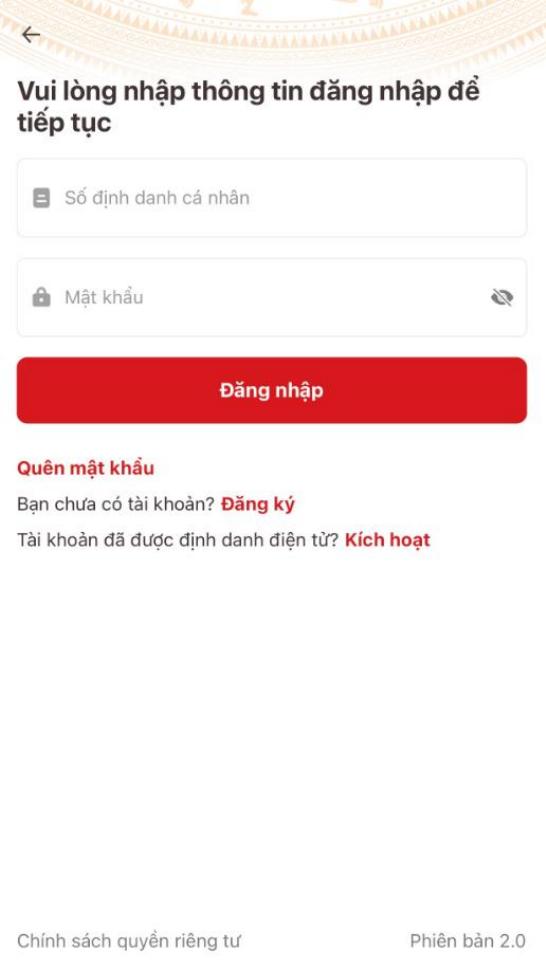 Vui lòng nhập thông tin đăng nhập để
tiếp tục
Số định danh cá nhân
Mật khẩu
Đăng nhập
Quên mật khẩu
Bạn chưa có tài khoản? Đăng ký
Tài khoản đã được định danh điện tử? Kích hoạt
Chính sách quyền riêng tư Phiên bản 2.0